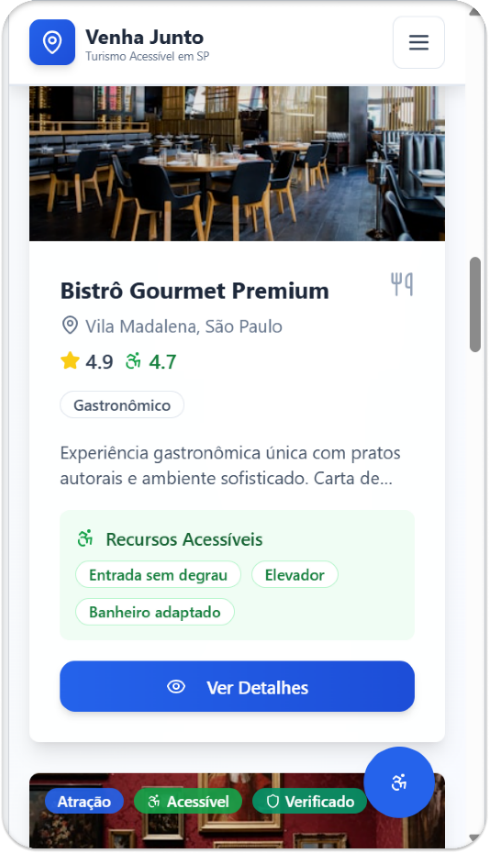 Venha Junto
Turismo Acessível em SP
Bistrô Gourmet Premium
Vila Madalena, São Paulo
4.9 4.7
Gastronômico
Experiência gastronômica única com pratos
autorais e ambiente sofisticado. Carta de...
Recursos Acessíveis
Entrada sem degrau Elevador
Banheiro adaptado
Ver Detalhes
Atração Acessível Verificado